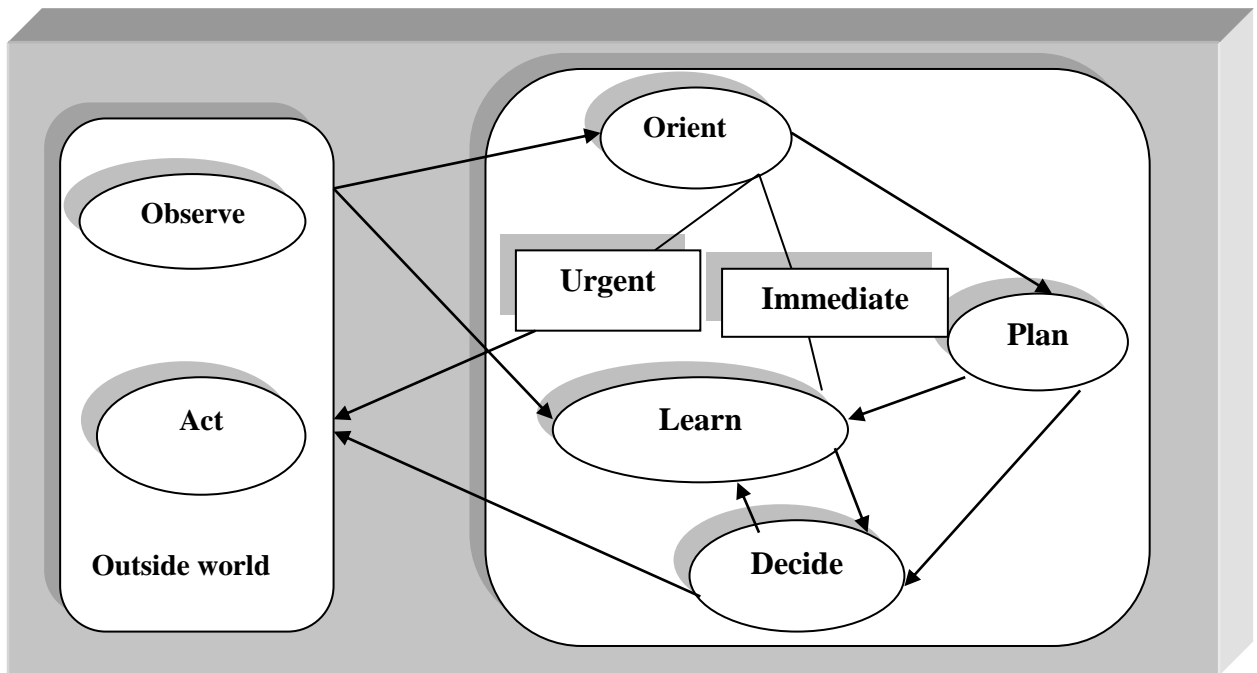 Orient
Observe
Urgent
Immediate
Plan
Act
Learn
Outside world
Decide